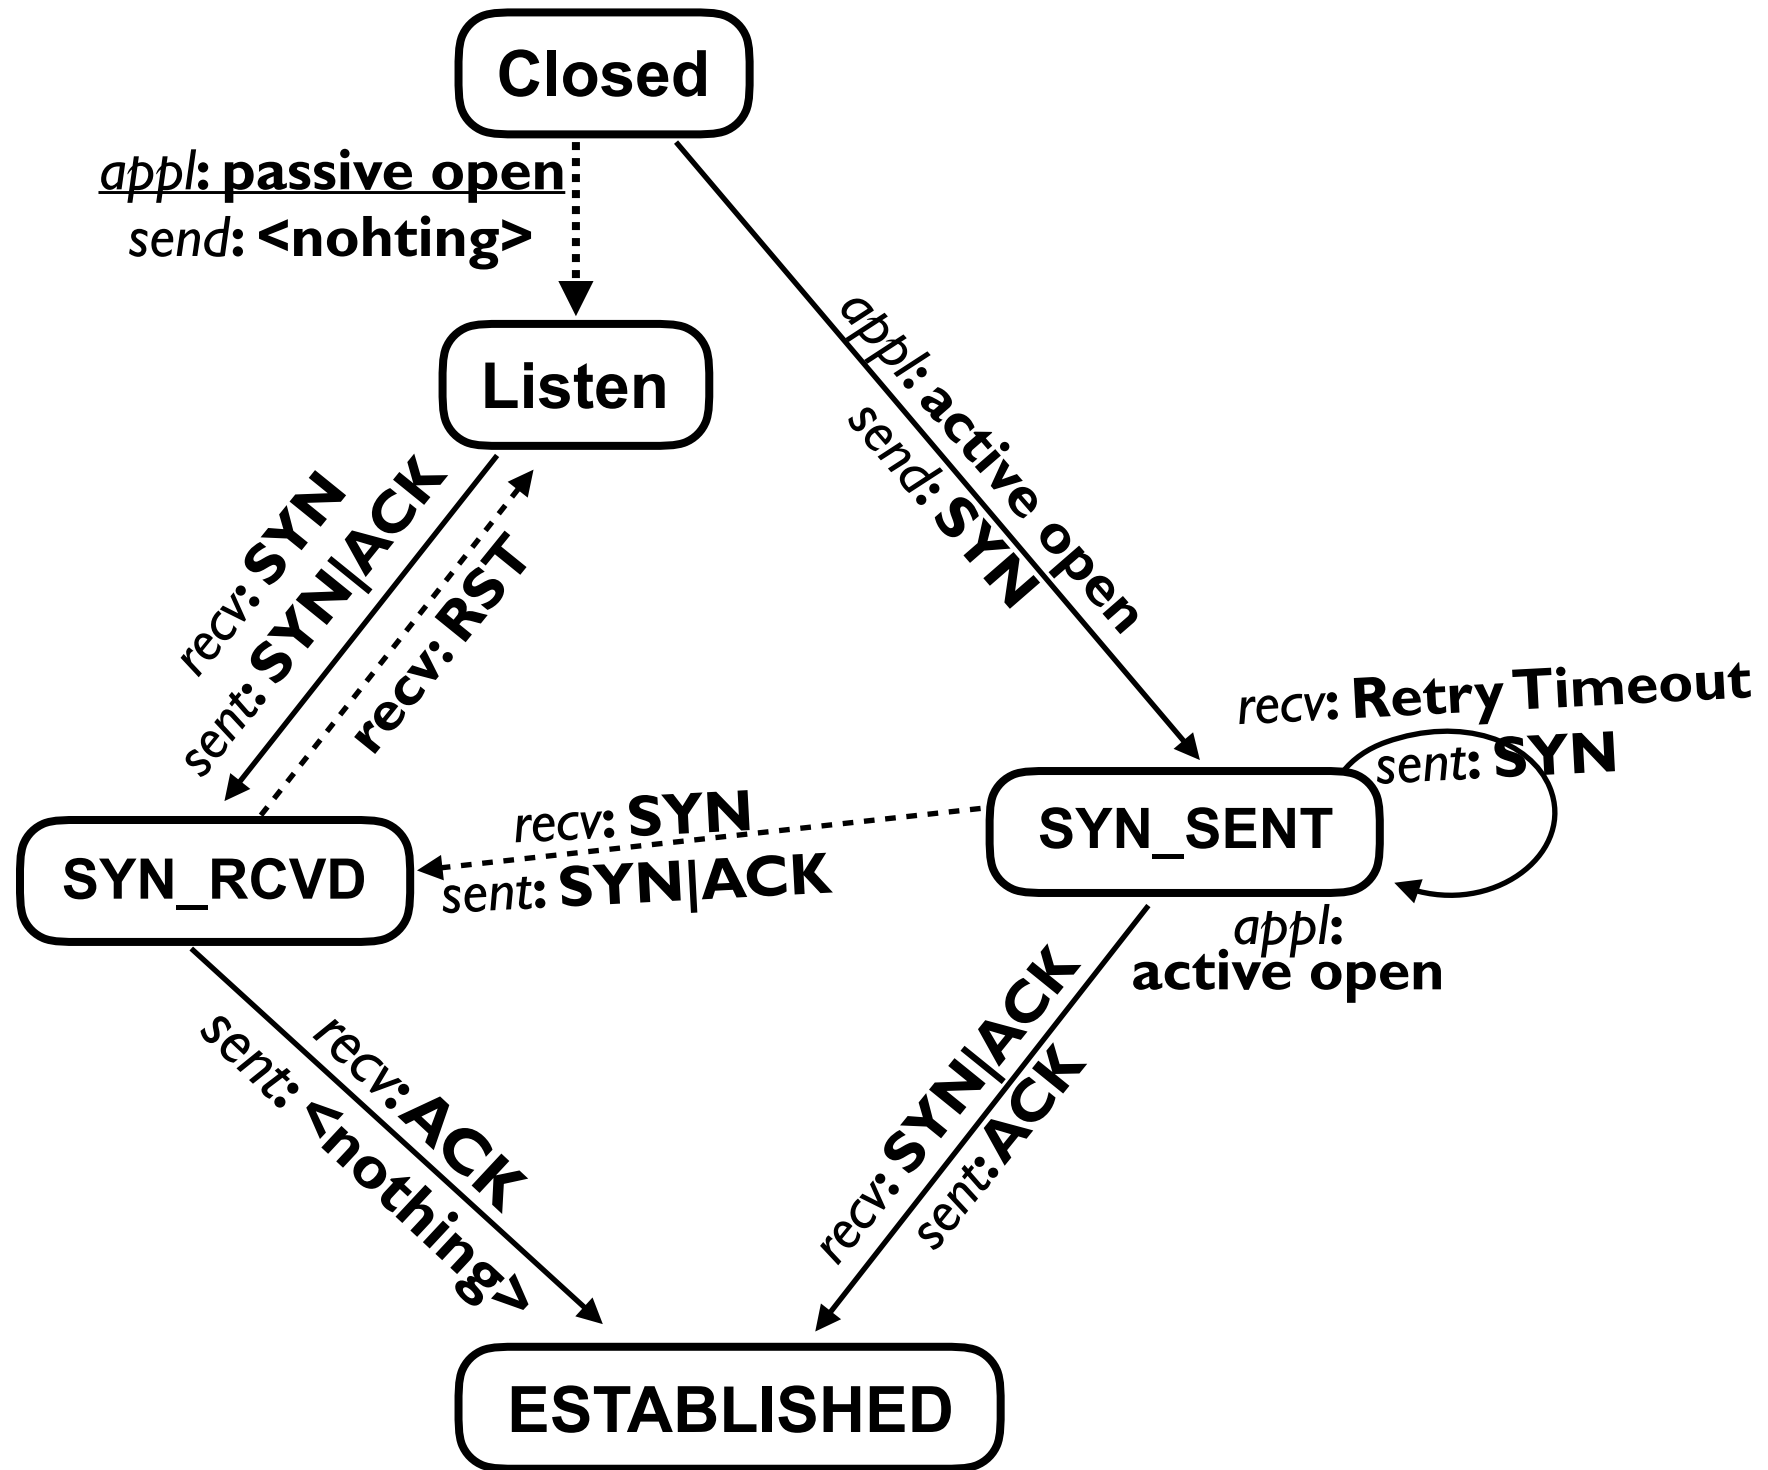 Closed
appl: passive open
send: <nohting>
Listen
appl: active open
send: SYN
recv: SYN
sent: SYN|ACK
recv: RST
recv: Retry Timeout
sent: SYN
SYN_SENT
recv: SYN
sent: SYN|ACK
SYN_RCVD
appl:
active open
recv: ACK
sent: <nothing>
recv: SYN|ACK
sent: ACK
ESTABLISHED